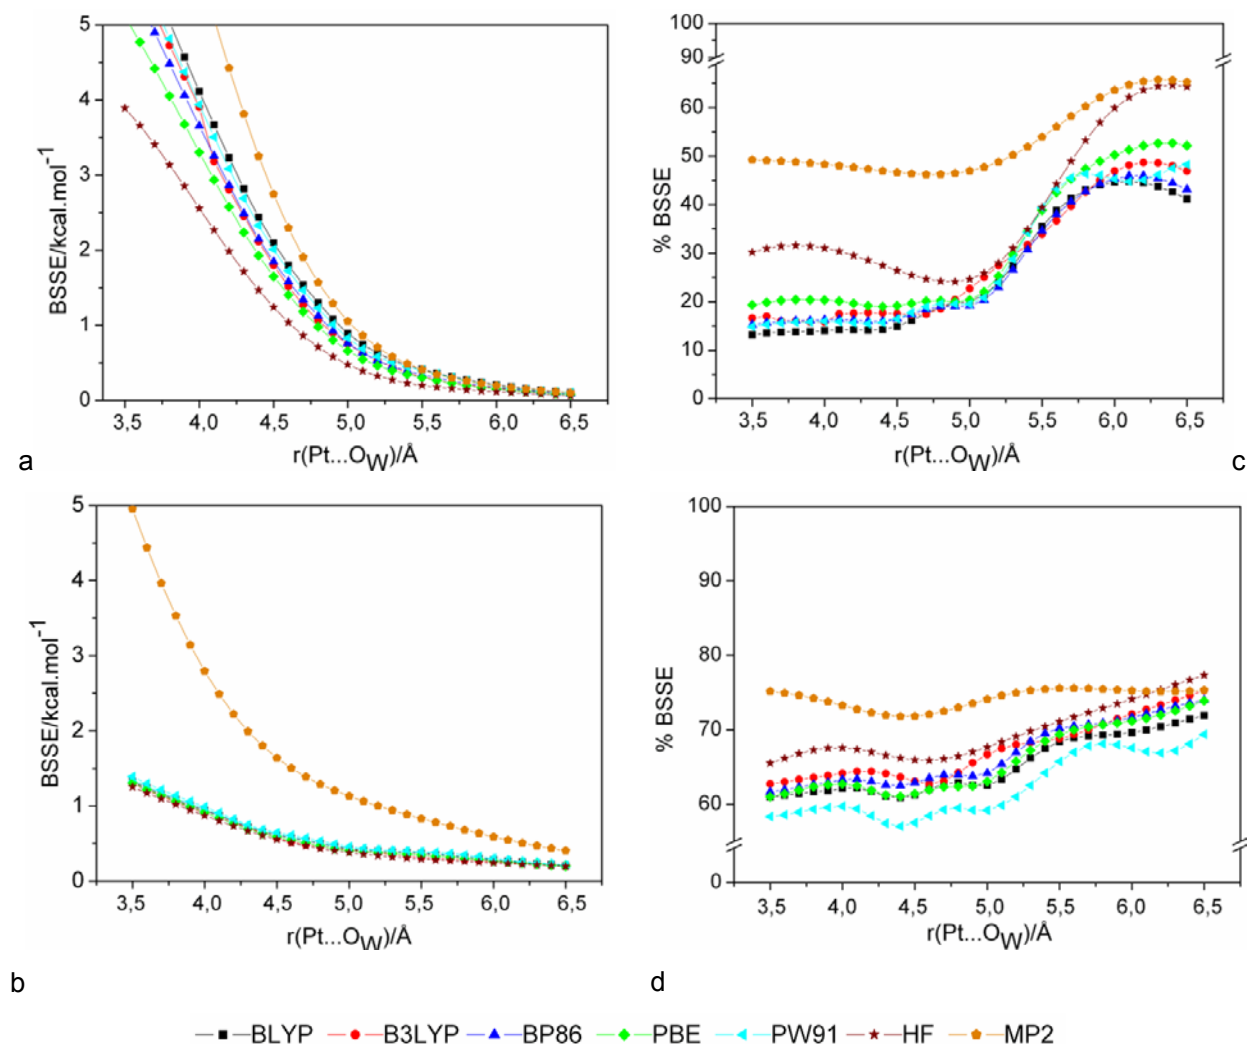 5
4
3
2
1
0
BSSE/kcal.mol⁻¹
3,5 4,0 4,5 5,0 5,5 6,0 6,5
r(Pt...OW)/Å
a
100
90
60
50
40
30
20
10
0
% BSSE
3,5 4,0 4,5 5,0 5,5 6,0 6,5
r(Pt...OW)/Å
c
5
4
3
2
1
0
BSSE/kcal.mol⁻¹
3,5 4,0 4,5 5,0 5,5 6,0 6,5
r(Pt...OW)/Å
b
100
90
80
70
60
0
% BSSE
3,5 4,0 4,5 5,0 5,5 6,0 6,5
r(Pt...OW)/Å
d
BLYP B3LYP BP86 PBE PW91 HF MP2